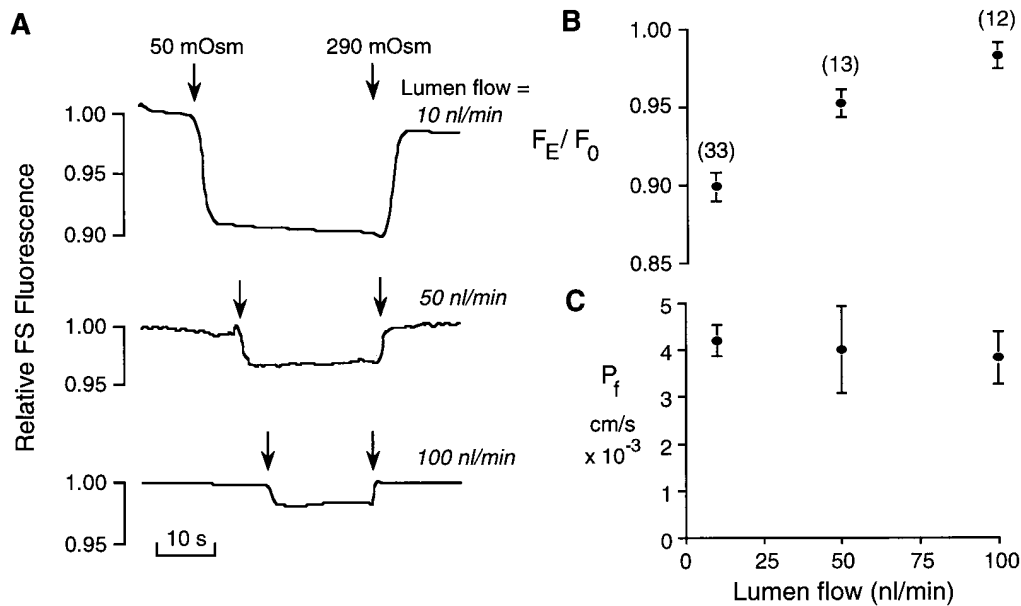 A
50 mOsm
290 mOsm
Lumen flow =
10 nl/min
1.00
0.95
0.90
50 nl/min
1.00
0.95
100 nl/min
1.00
0.95
10 s
Relative FS Fluorescence
B
1.00
0.95
0.90
0.85
F_E / F_0
(33)
(13)
(12)
C
5
4
3
2
1
0
P_f
cm/s
x 10⁻³
0 25 50 75 100
Lumen flow (nl/min)